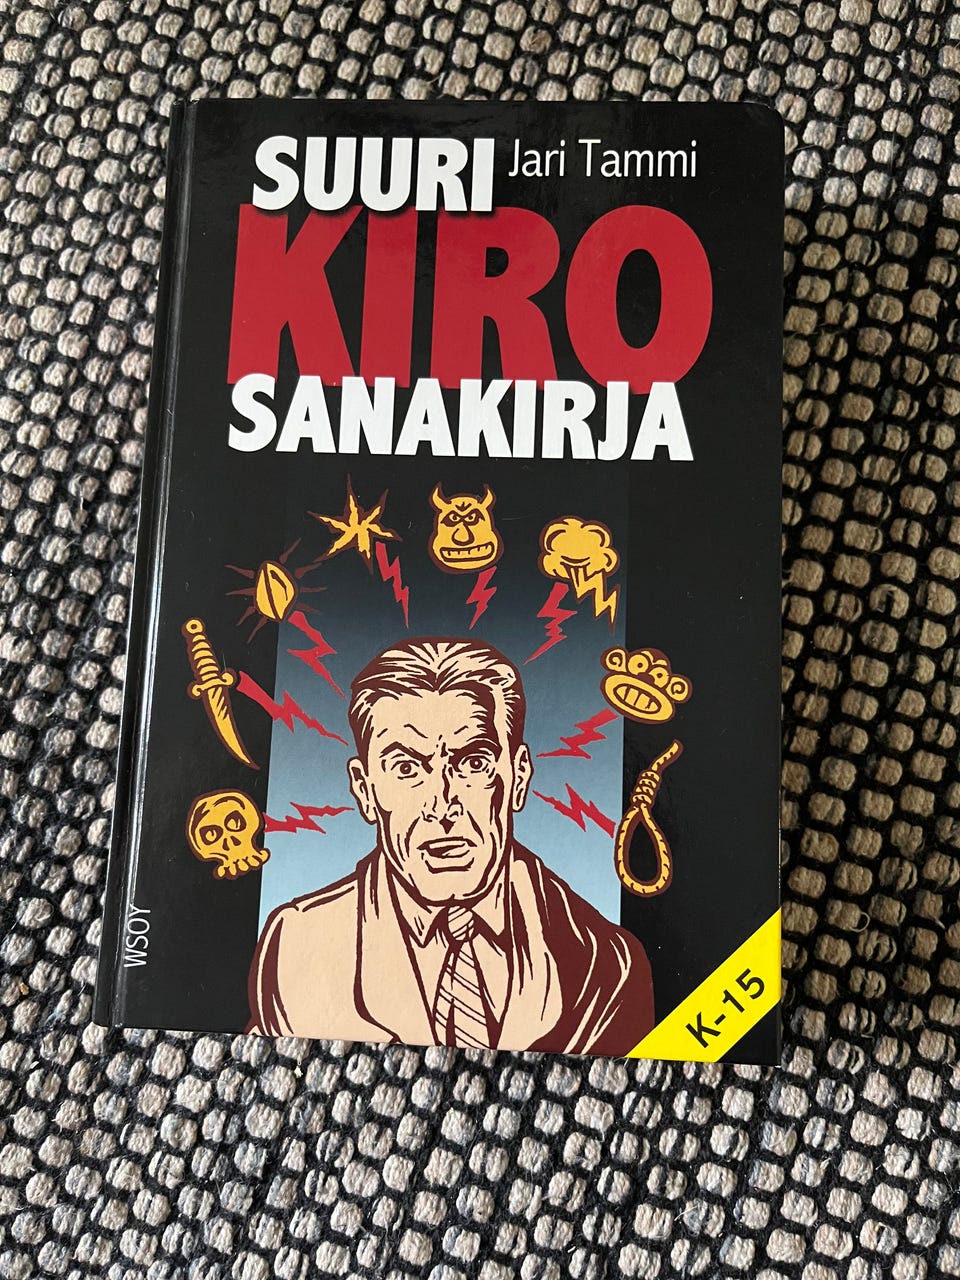 SUURI
Jari Tammi
KIRO
SANAKIRJA
WSOY
K-15